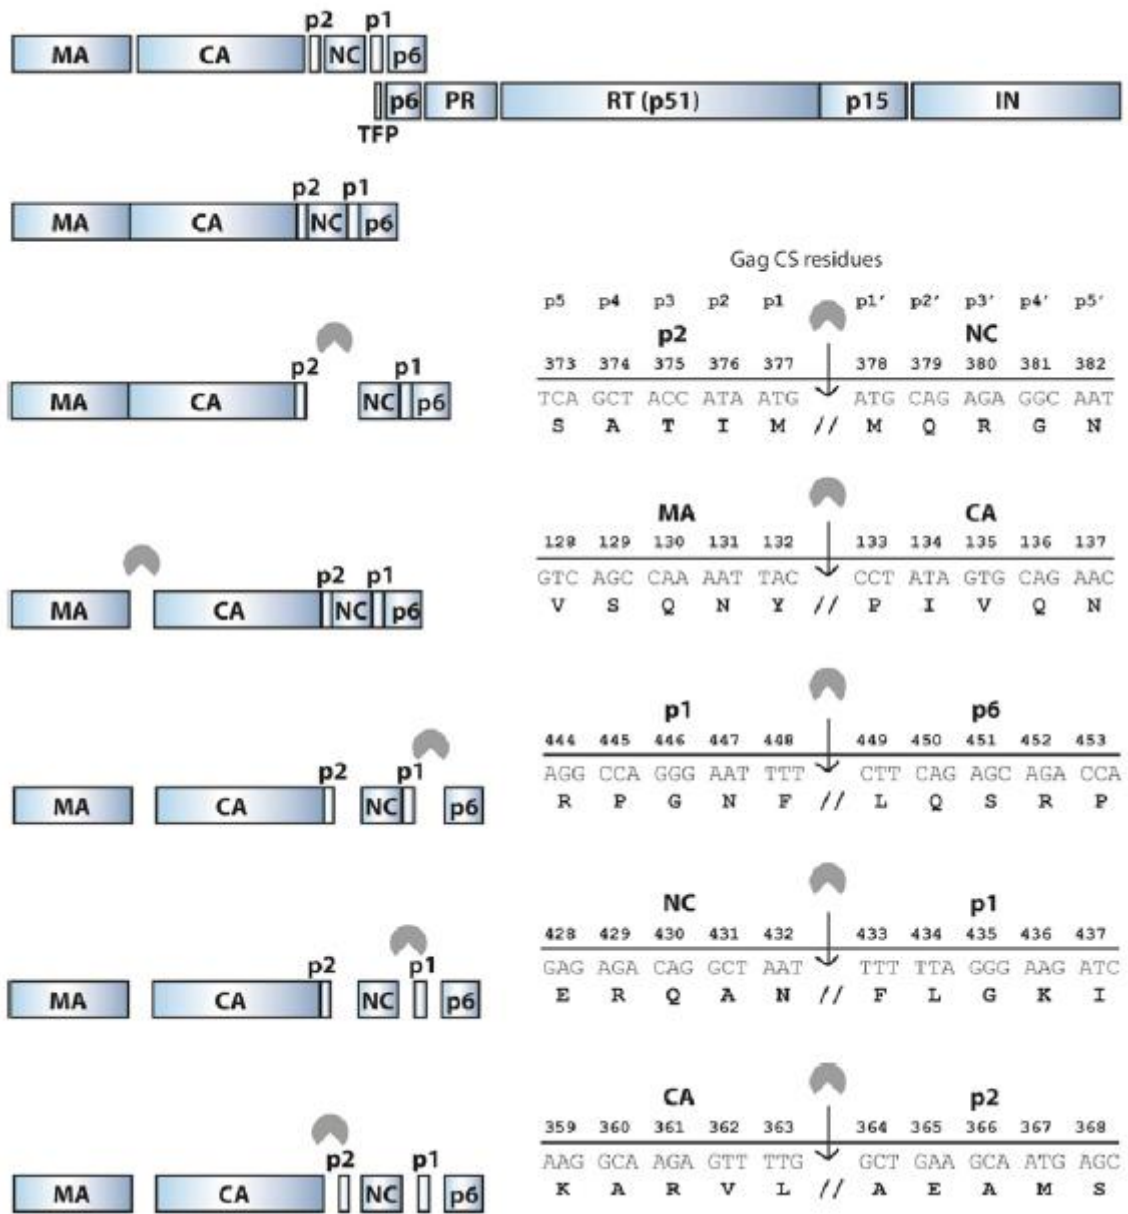 p2 p1
MA CA NC p6
p6 PR RT (p51) p15 IN
TFP
p2 p1
MA CA NC p6
Gag CS residues
p5 p4 p3 p2 p1 p1′ p2′ p3′ p4′ p5′
p2 NC
373 374 375 376 377 378 379 380 381 382
TCA GCT ACC ATA ATG ATG CAG AGA GGC AAT
S A T I M // M Q R G N
p2 p1
MA CA NC p6
MA CA
128 129 130 131 132 133 134 135 136 137
GTC AGC CAA AAT TAC CCT ATA GTG CAG AAC
V S Q N Y // P I V Q N
p2 p1
MA CA NC p6
p1 p6
444 445 446 447 448 449 450 451 452 453
AGG CCA GGG AAT TTT CTT CAG AGC AGA CCA
R P G N F // L Q S R P
p2 p1
MA CA NC p6
NC p1
428 429 430 431 432 433 434 435 436 437
GAG AGA CAG GCT AAT TTT TTA GGG AAG ATC
E R Q A N // F L G K I
p2 p1
MA CA NC p6
CA p2
359 360 361 362 363 364 365 366 367 368
AAG GCA AGA GTT TTG GCT GAA GCA ATG AGC
K A R V L // A E A M S
p2 p1
MA CA NC p6